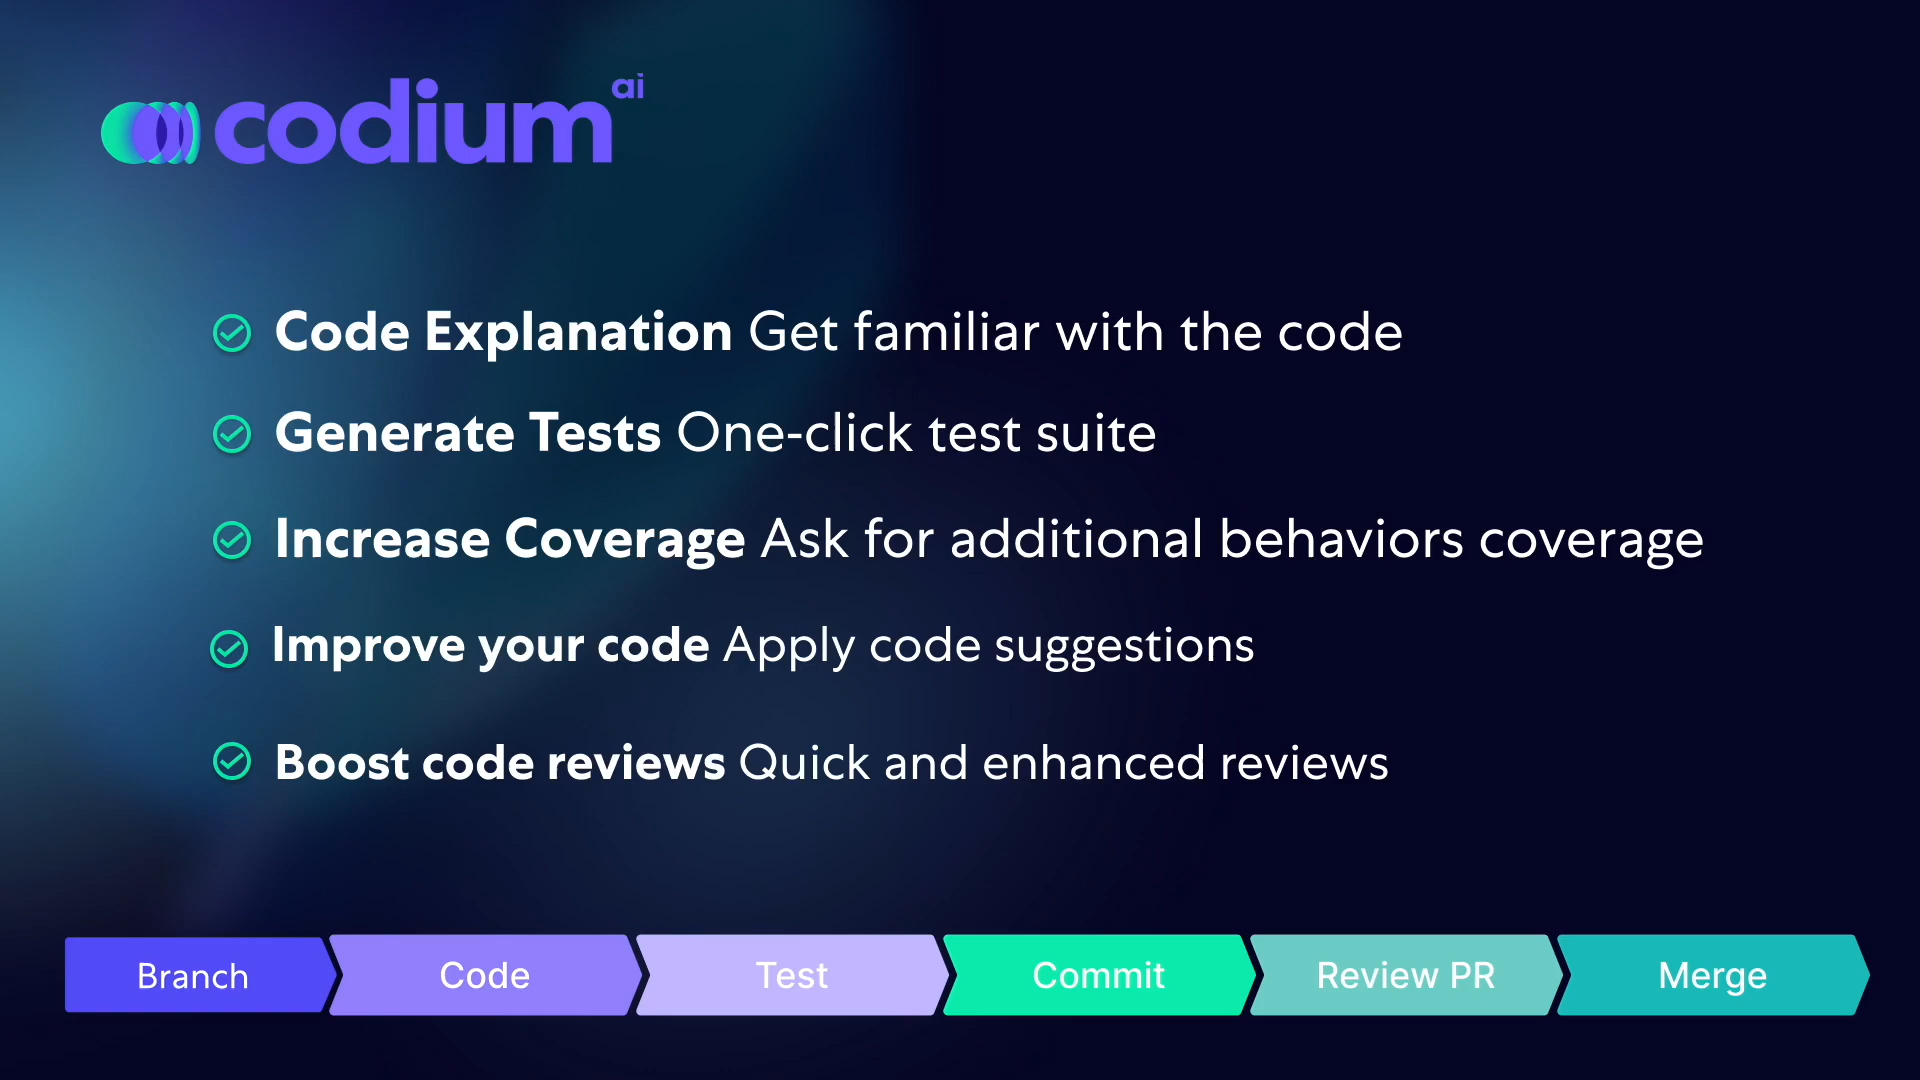 codium ai
Code Explanation Get familiar with the code
Generate Tests One-click test suite
Increase Coverage Ask for additional behaviors coverage
Improve your code Apply code suggestions
Boost code reviews Quick and enhanced reviews
Branch Code Test Commit Review PR Merge